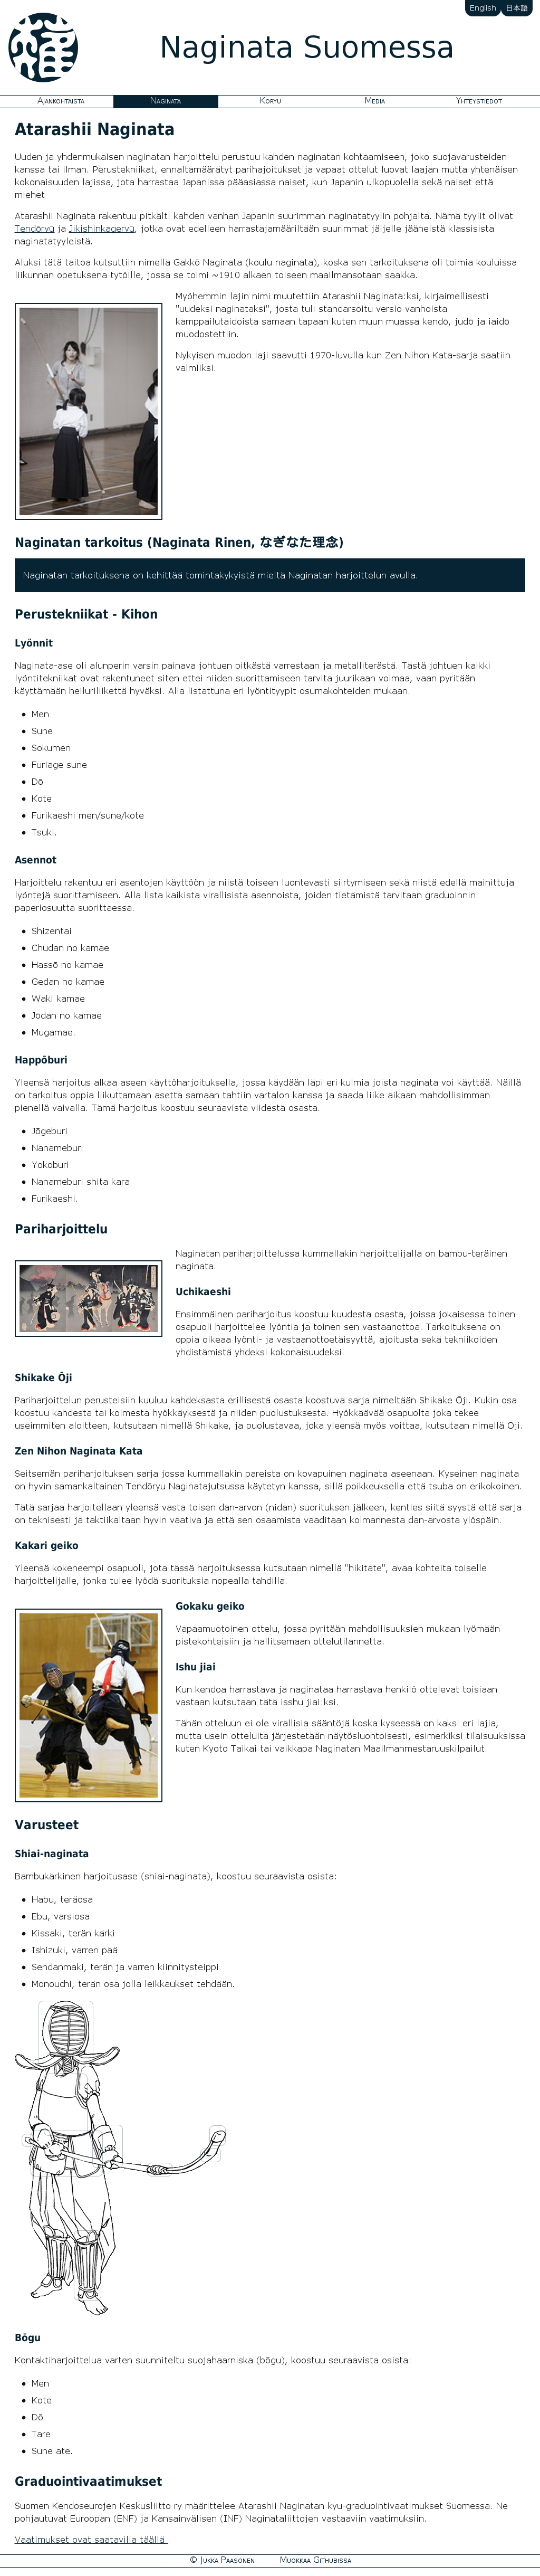 English 日本語
Naginata Suomessa
Ajankohtaista Naginata Koryu Media Yhteystiedot
Atarashii Naginata
Uuden ja yhdenmukaisen naginatan harjoittelu perustuu kahden naginatan kohtaamiseen, joko suojavarusteiden
kanssa tai ilman. Perustekniikat, ennaltamäärätyt parihajoitukset ja vapaat ottelut luovat laajan mutta yhtenäisen
kokonaisuuden lajissa, jota harrastaa Japanissa pääasiassa naiset, kun Japanin ulkopuolella sekä naiset että
miehet
Atarashii Naginata rakentuu pitkälti kahden vanhan Japanin suurimman naginatatyylin pohjalta. Nämä tyylit olivat
Tendōryū ja Jikishinkageryū, jotka ovat edelleen harrastajamääriltään suurimmat jäljelle jääneistä klassisista
naginatatyyleistä.
Aluksi tätä taitoa kutsuttiin nimellä Gakkō Naginata (koulu naginata), koska sen tarkoituksena oli toimia kouluissa
liikunnan opetuksena tytöille, jossa se toimi ~1910 alkaen toiseen maailmansotaan saakka.
Myöhemmin lajin nimi muutettiin Atarashii Naginata:ksi, kirjaimellisesti
"uudeksi naginataksi", josta tuli standarsoitu versio vanhoista
kamppailutaidoista samaan tapaan kuten muun muassa kendō, judō ja iaidō
muodostettiin.
Nykyisen muodon laji saavutti 1970-luvulla kun Zen Nihon Kata-sarja saatiin
valmiiksi.
Naginatan tarkoitus (Naginata Rinen, なぎなた理念)
Naginatan tarkoituksena on kehittää tomintakykyistä mieltä Naginatan harjoittelun avulla.
Perustekniikat - Kihon
Lyönnit
Naginata-ase oli alunperin varsin painava johtuen pitkästä varrestaan ja metalliterästä. Tästä johtuen kaikki
lyöntitekniikat ovat rakentuneet siten ettei niiden suorittamiseen tarvita juurikaan voimaa, vaan pyritään
käyttämään heiluriliikettä hyväksi. Alla listattuna eri lyöntityypit osumakohteiden mukaan.
Men
Sune
Sokumen
Furiage sune
Dō
Kote
Furikaeshi men/sune/kote
Tsuki.
Asennot
Harjoittelu rakentuu eri asentojen käyttöön ja niistä toiseen luontevasti siirtymiseen sekä niistä edellä mainittuja
lyöntejä suorittamiseen. Alla lista kaikista virallisista asennoista, joiden tietämistä tarvitaan graduoinnin
paperiosuutta suorittaessa.
Shizentai
Chudan no kamae
Hassō no kamae
Gedan no kamae
Waki kamae
Jōdan no kamae
Mugamae.
Happōburi
Yleensä harjoitus alkaa aseen käyttöharjoituksella, jossa käydään läpi eri kulmia joista naginata voi käyttää. Näillä
on tarkoitus oppia liikuttamaan asetta samaan tahtiin vartalon kanssa ja saada liike aikaan mahdollisimman
pienellä vaivalla. Tämä harjoitus koostuu seuraavista viidestä osasta.
Jōgeburi
Nanameburi
Yokoburi
Nanameburi shita kara
Furikaeshi.
Pariharjoittelu
Naginatan pariharjoittelussa kummallakin harjoittelijalla on bambu-teräinen
naginata.
Uchikaeshi
Ensimmäinen pariharjoitus koostuu kuudesta osasta, joissa jokaisessa toinen
osapuoli harjoittelee lyöntia ja toinen sen vastaanottoa. Tarkoituksena on
oppia oikeaa lyönti- ja vastaanottoetäisyyttä, ajoitusta sekä tekniikoiden
yhdistämistä yhdeksi kokonaisuudeksi.
Shikake Ōji
Pariharjoittelun perusteisiin kuuluu kahdeksasta erillisestä osasta koostuva sarja nimeltään Shikake Ōji. Kukin osa
koostuu kahdesta tai kolmesta hyökkäyksestä ja niiden puolustuksesta. Hyökkäävää osapuolta joka tekee
useimmiten aloitteen, kutsutaan nimellä Shikake, ja puolustavaa, joka yleensä myös voittaa, kutsutaan nimellä Oji.
Zen Nihon Naginata Kata
Seitsemän pariharjoituksen sarja jossa kummallakin pareista on kovapuinen naginata aseenaan. Kyseinen naginata
on hyvin samankaltainen Tendōryu Naginatajutsussa käytetyn kanssa, sillä poikkeuksella että tsuba on erikokoinen.
Tätä sarjaa harjoitellaan yleensä vasta toisen dan-arvon (nidan) suorituksen jälkeen, kenties siitä syystä että sarja
on teknisesti ja taktiikaltaan hyvin vaativa ja että sen osaamista vaaditaan kolmannesta dan-arvosta ylöspäin.
Kakari geiko
Yleensä kokeneempi osapuoli, jota tässä harjoituksessa kutsutaan nimellä "hikitate", avaa kohteita toiselle
harjoittelijalle, jonka tulee lyödä suorituksia nopealla tahdilla.
Gokaku geiko
Vapaamuotoinen ottelu, jossa pyritään mahdollisuuksien mukaan lyömään
pistekohteisiin ja hallitsemaan ottelutilannetta.
Ishu jiai
Kun kendoa harrastava ja naginataa harrastava henkilö ottelevat toisiaan
vastaan kutsutaan tätä isshu jiai:ksi.
Tähän otteluun ei ole virallisia sääntöjä koska kyseessä on kaksi eri lajia,
mutta usein otteluita järjestetään näytösluontoisesti, esimerkiksi tilaisuuksissa
kuten Kyoto Taikai tai vaikkapa Naginatan Maailmanmestaruuskilpailut.
Varusteet
Shiai-naginata
Bambukärkinen harjoitusase (shiai-naginata), koostuu seuraavista osista:
Habu, teräosa
Ebu, varsiosa
Kissaki, terän kärki
Ishizuki, varren pää
Sendanmaki, terän ja varren kiinnitysteippi
Monouchi, terän osa jolla leikkaukset tehdään.
Bōgu
Kontaktiharjoittelua varten suunniteltu suojahaarniska (bōgu), koostuu seuraavista osista:
Men
Kote
Dō
Tare
Sune ate.
Graduointivaatimukset
Suomen Kendoseurojen Keskusliitto ry määrittelee Atarashii Naginatan kyu-graduointivaatimukset Suomessa. Ne
pohjautuvat Euroopan (ENF) ja Kansainvälisen (INF) Naginataliittojen vastaaviin vaatimuksiin.
Vaatimukset ovat saatavilla täällä .
© Jukka Paasonen Muokkaa Githubissa